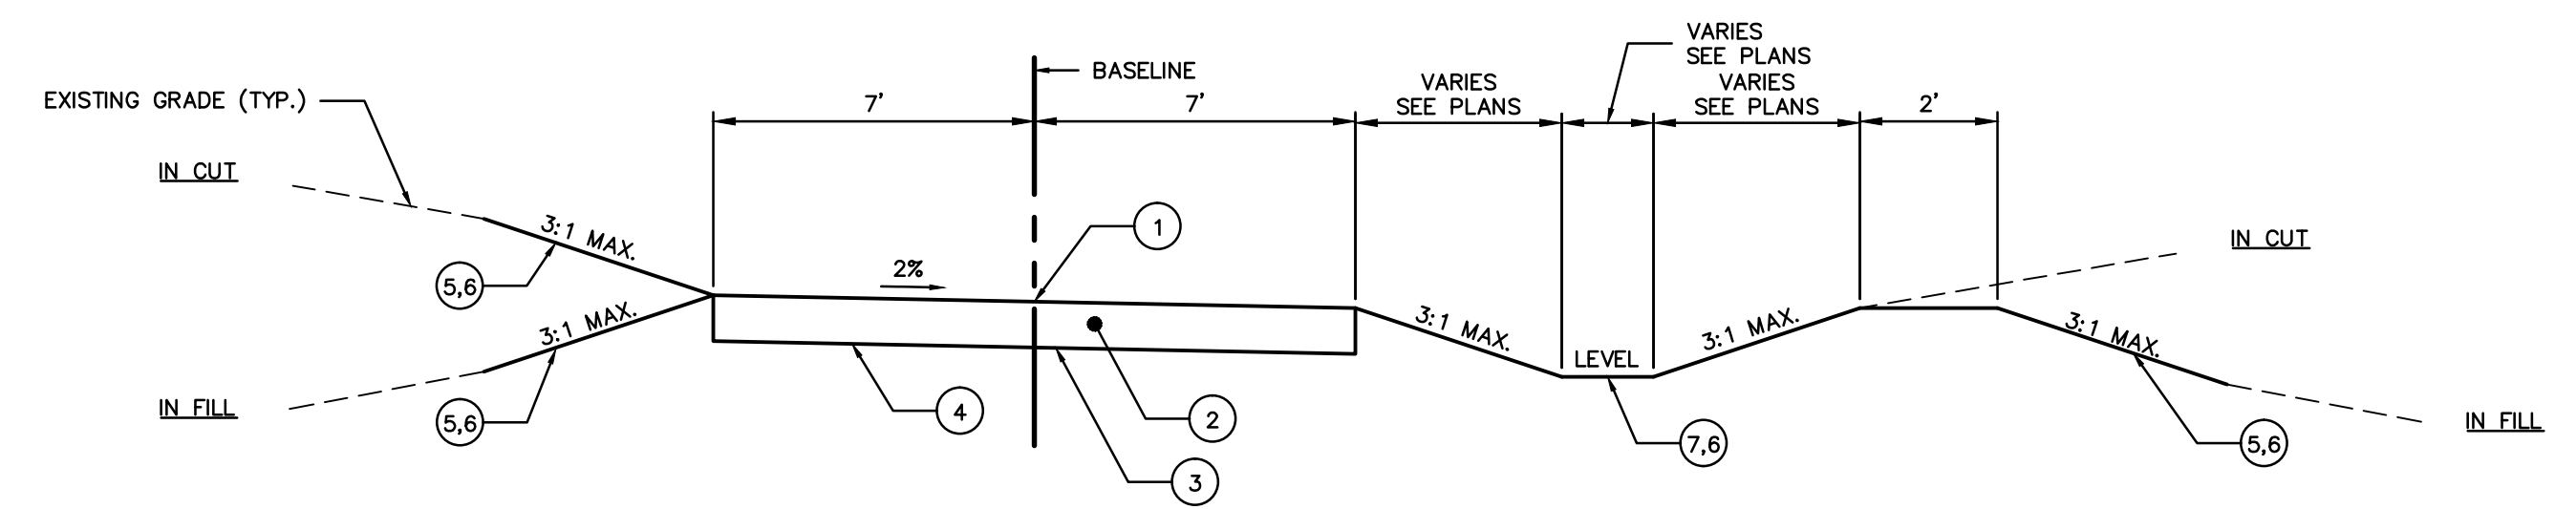 VARIES
SEE PLANS
BASELINE
VARIES
SEE PLANS
VARIES
SEE PLANS
EXISTING GRADE (TYP.)
7'
7'
2'
IN CUT
3:1 MAX.
1
IN CUT
2%
5,6
3:1 MAX.
3:1 MAX.
3:1 MAX.
3:1 MAX.
LEVEL
IN FILL
5,6
4
2
7,6
5,6
IN FILL
3